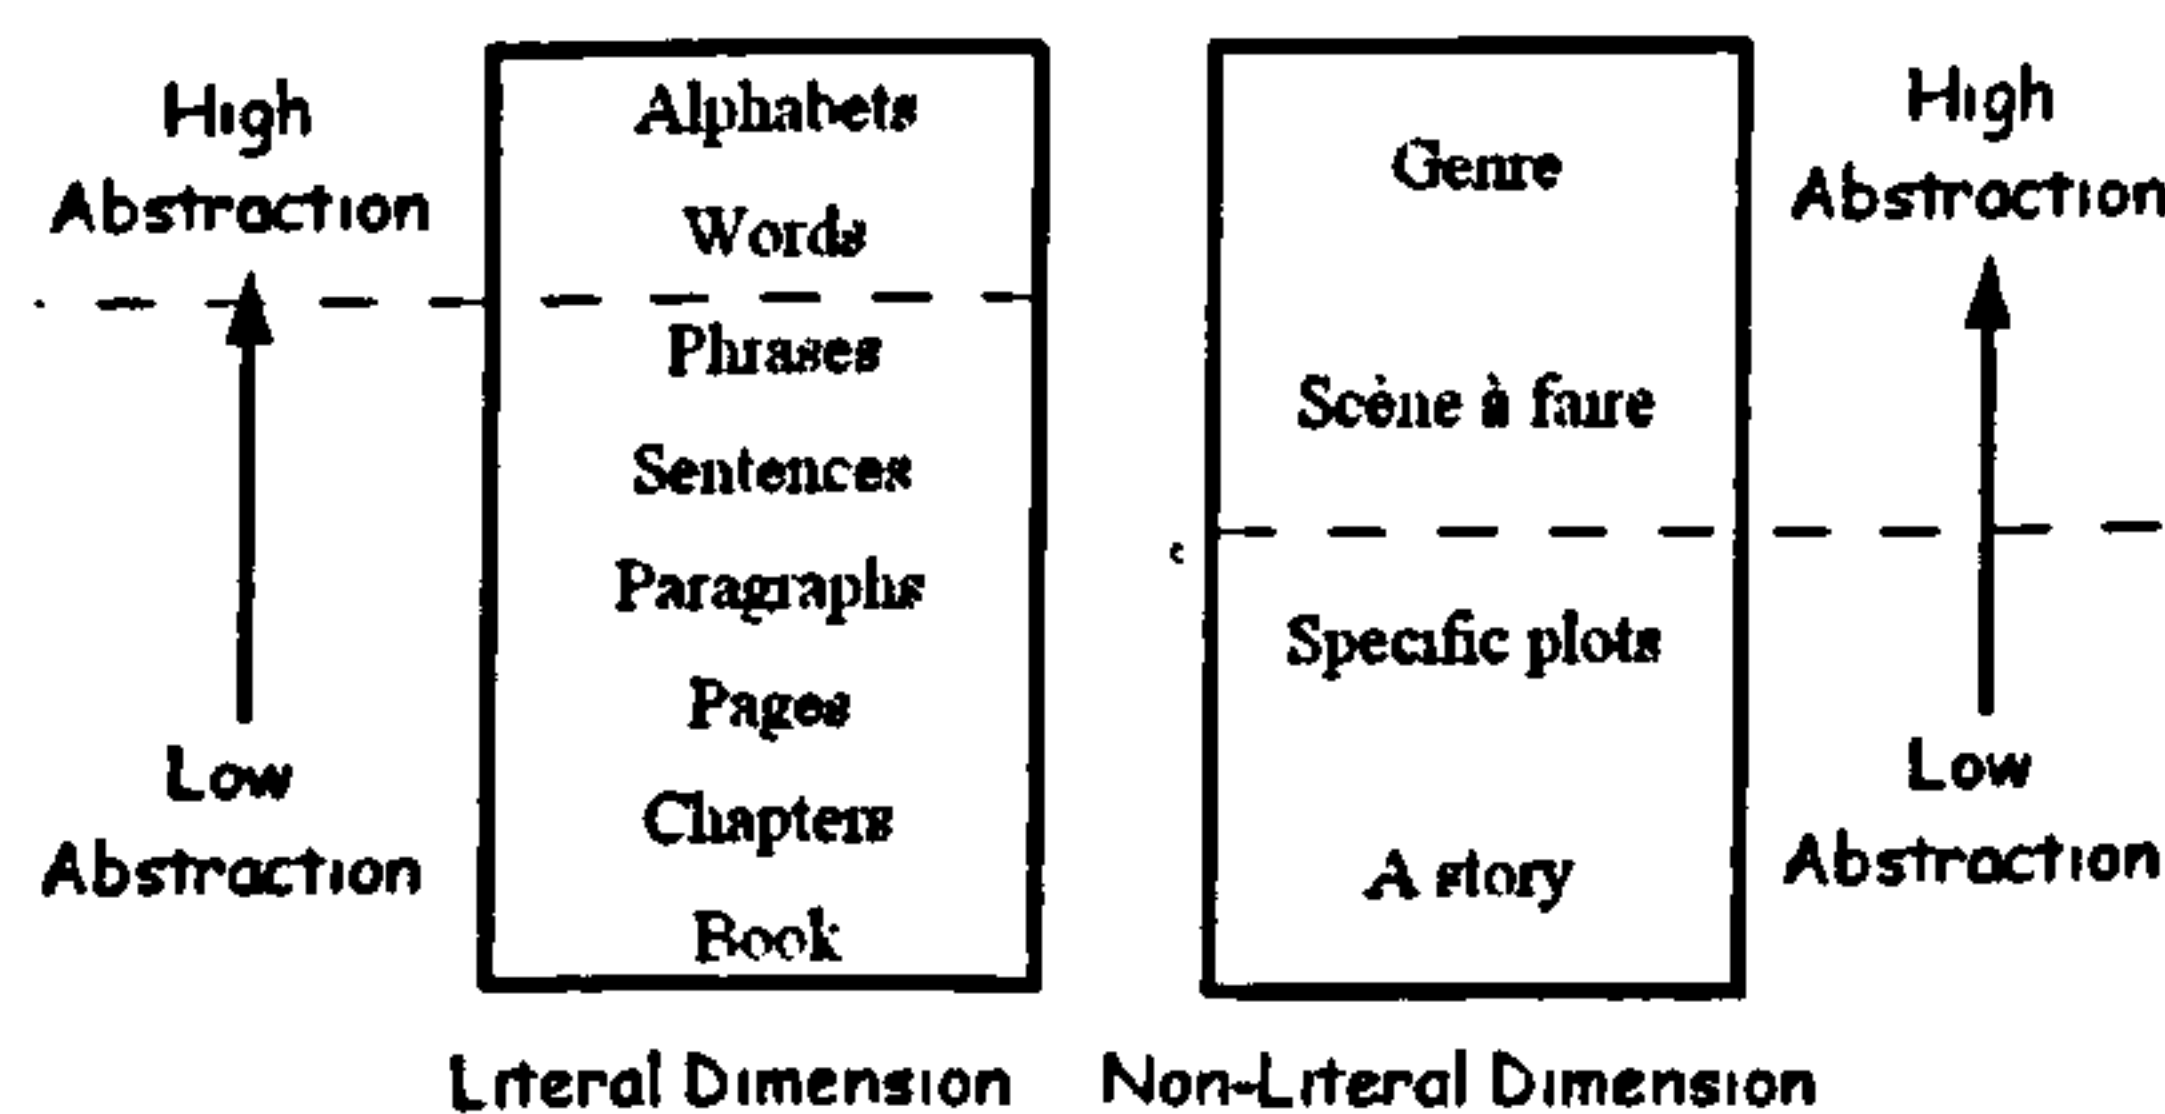 High
Abstraction
Low
Abstraction
Alphabets
Words
Phrases
Sentences
Paragraphs
Pages
Chapters
Book
Literal Dimension
Genre
Scène à faire
Specific plots
A story
Non-Literal Dimension
High
Abstraction
Low
Abstraction